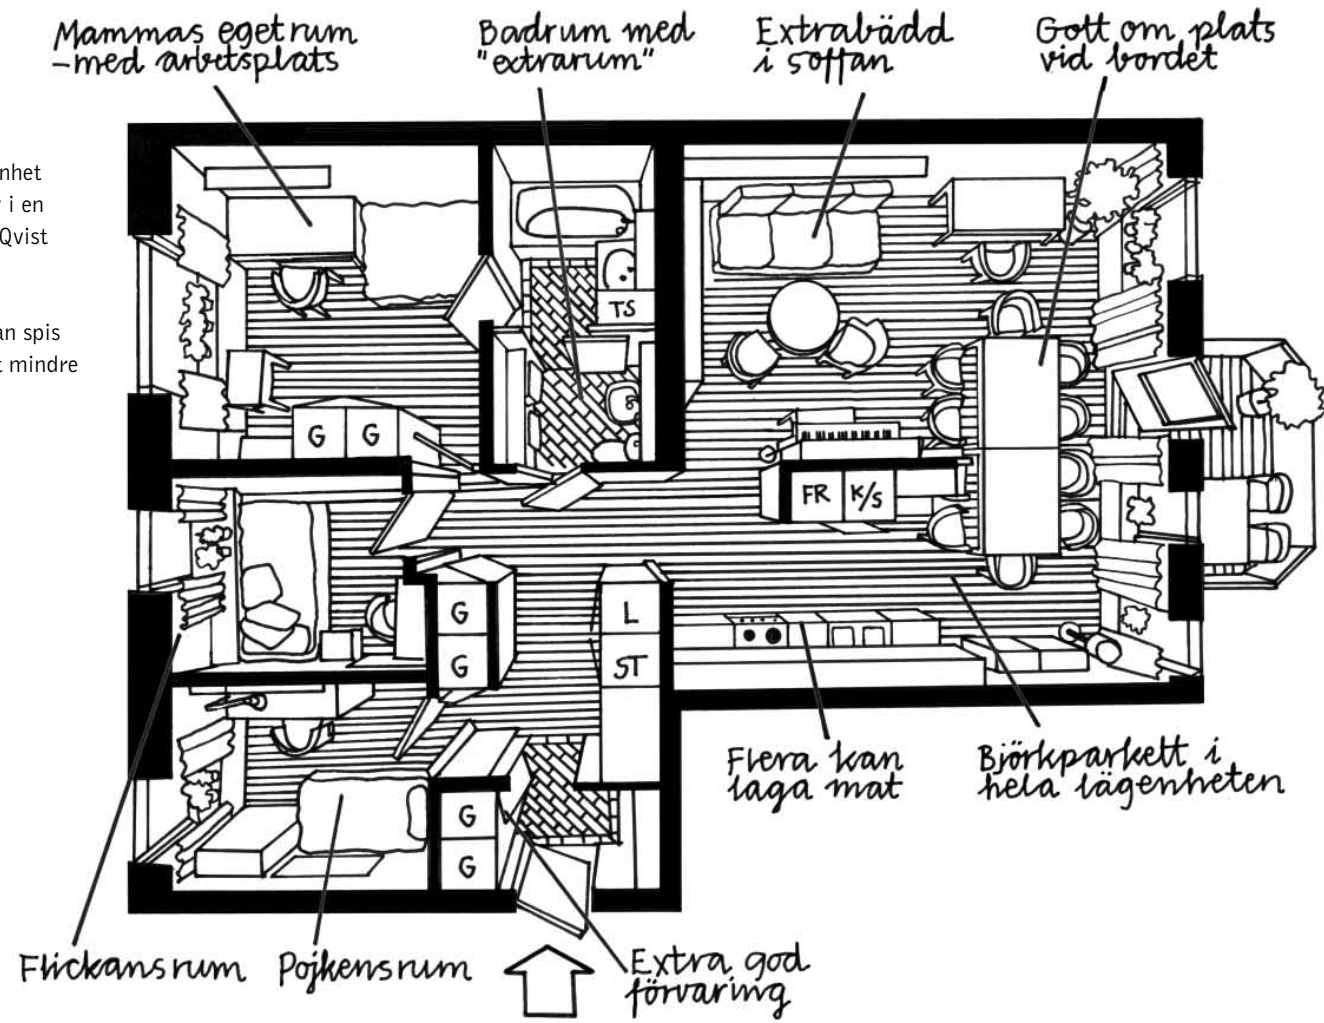 Mammas eget rum
-med arbetsplats
Badrum med
"extrarum"
Extrabädd
i soffan
Gott om plats
vid bordet
nhet
i en
Qvist
an spis
t mindre
TS
G G
FR K/S
G
L
G
ST
G
G
Flera kan
laga mat
Björkparkett i
hela lägenheten
Flickans rum
Pojkens rum
Extra god
förvaring